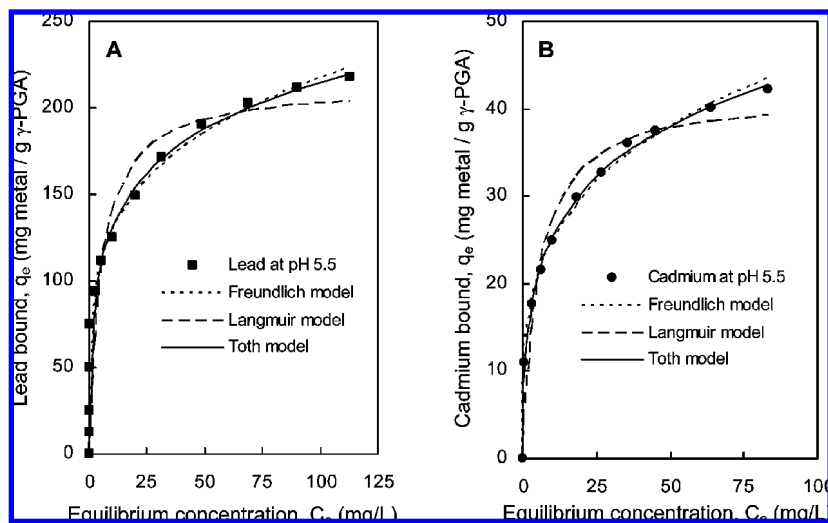 A
Lead bound, qe (mg metal / g γ-PGA)
250
200
150
100
50
0
Lead at pH 5.5
Freundlich model
Langmuir model
Toth model
0 25 50 75 100 125
Equilibrium concentration, Ce (mg/L)
B
Cadmium bound, qe (mg metal / g γ-PGA)
50
40
30
20
10
0
Cadmium at pH 5.5
Freundlich model
Langmuir model
Toth model
0 25 50 75 100
Equilibrium concentration, Ce (mg/L)